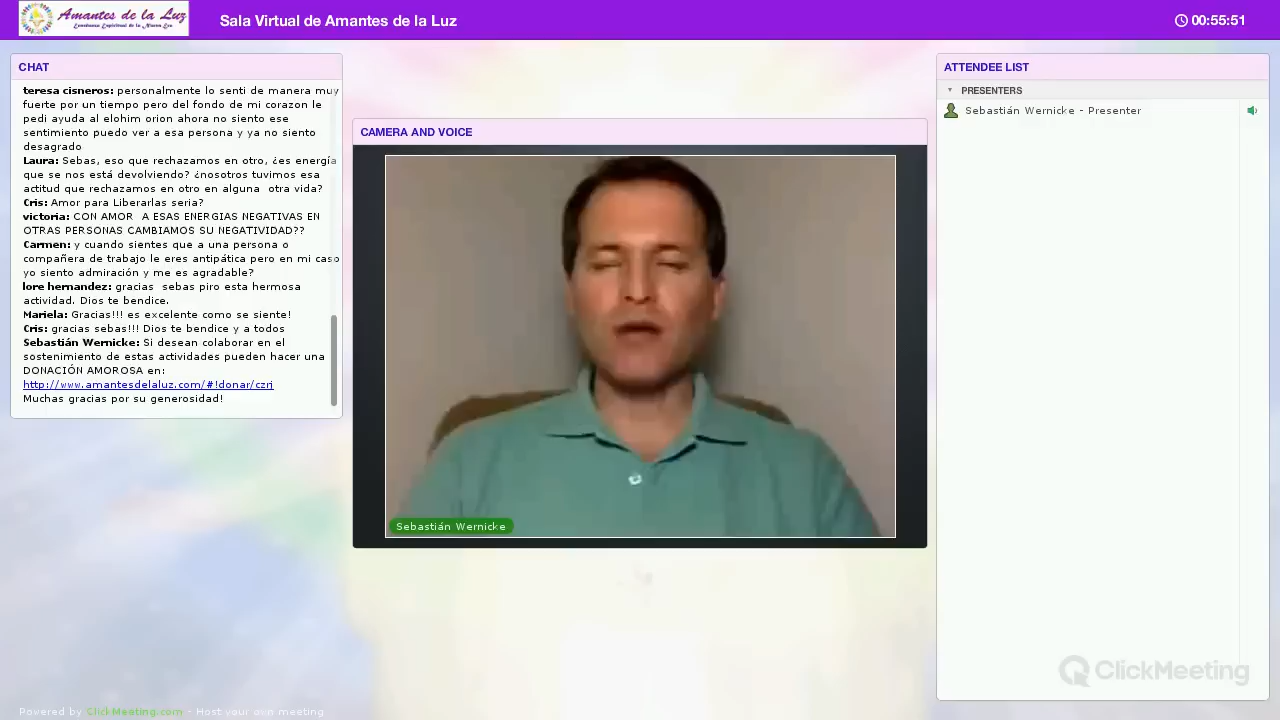 Amantes de la Luz
Enseñanza Espiritual de la Nueva Era
Sala Virtual de Amantes de la Luz
00:55:51
CHAT
teresa cisneros: personalmente lo senti de manera muy
fuerte por un tiempo pero del fondo de mi corazon le
pedi ayuda al elohim orion ahora no siento ese
sentimiento puedo ver a esa persona y ya no siento
desagrado
Laura: Sebas, eso que rechazamos en otro, ¿es energía
que se nos está devolviendo? ¿nosotros tuvimos esa
actitud que rechazamos en otro en alguna otra vida?
Cris: Amor para Liberarlas seria?
victoria: CON AMOR A ESAS ENERGIAS NEGATIVAS EN
OTRAS PERSONAS CAMBIAMOS SU NEGATIVIDAD??
Carmen: y cuando sientes que a una persona o
compañera de trabajo le eres antipática pero en mi caso
yo siento admiración y me es agradable?
lore hernandez: gracias sebas piro esta hermosa
actividad. Dios te bendice.
Mariela: Gracias!!! es excelente como se siente!
Cris: gracias sebas!!! Dios te bendice y a todos
Sebastián Wernicke: Si desean colaborar en el
sostenimiento de estas actividades pueden hacer una
DONACIÓN AMOROSA en:
http://www.amantesdelaluz.com/#!donar/czrj
Muchas gracias por su generosidad!
CAMERA AND VOICE
Sebastián Wernicke
ATTENDEE LIST
PRESENTERS
Sebastián Wernicke - Presenter
ClickMeeting
Powered by ClickMeeting.com - Host your own meeting